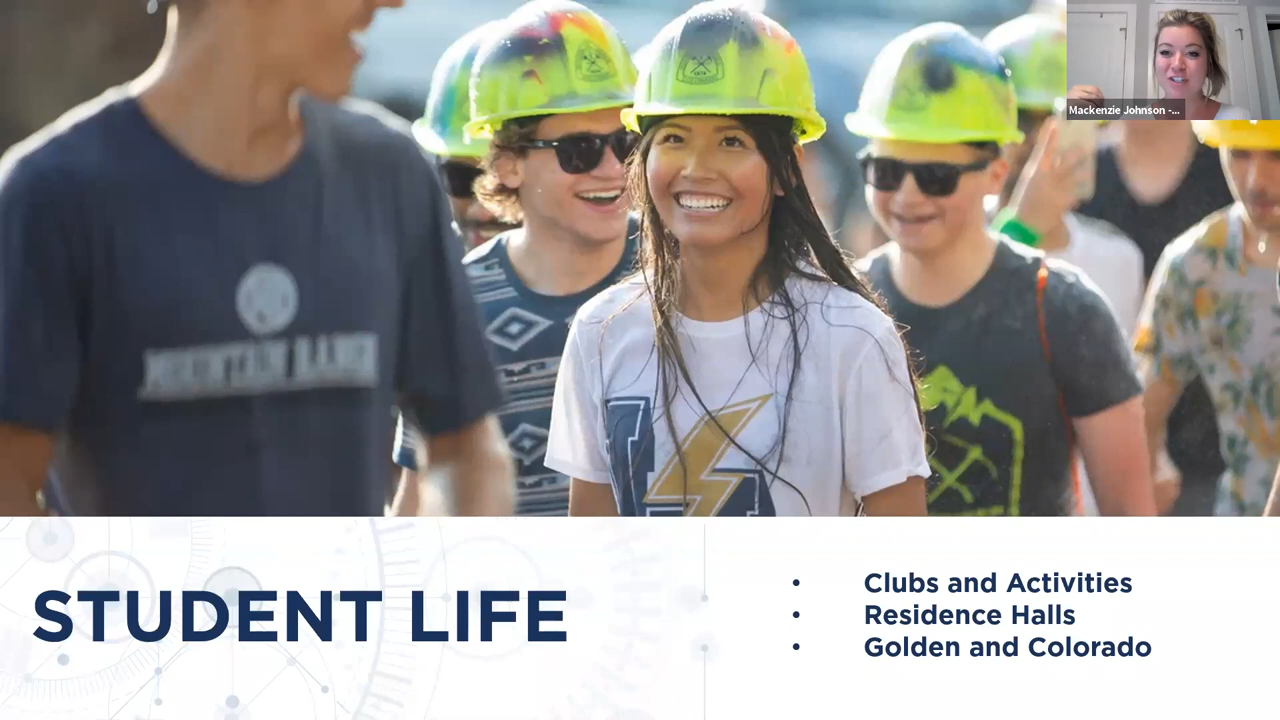 Mackenzie Johnson -...
STUDENT LIFE
• Clubs and Activities
• Residence Halls
• Golden and Colorado